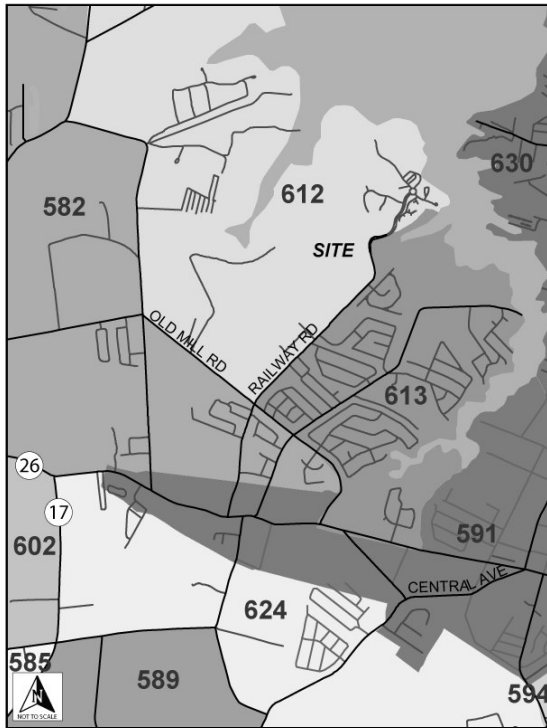 630
582
612
SITE
OLD MILL RD
RAILWAY RD
613
26
17
591
602
CENTRAL AVE
624
585
589
594
N
NOT TO SCALE